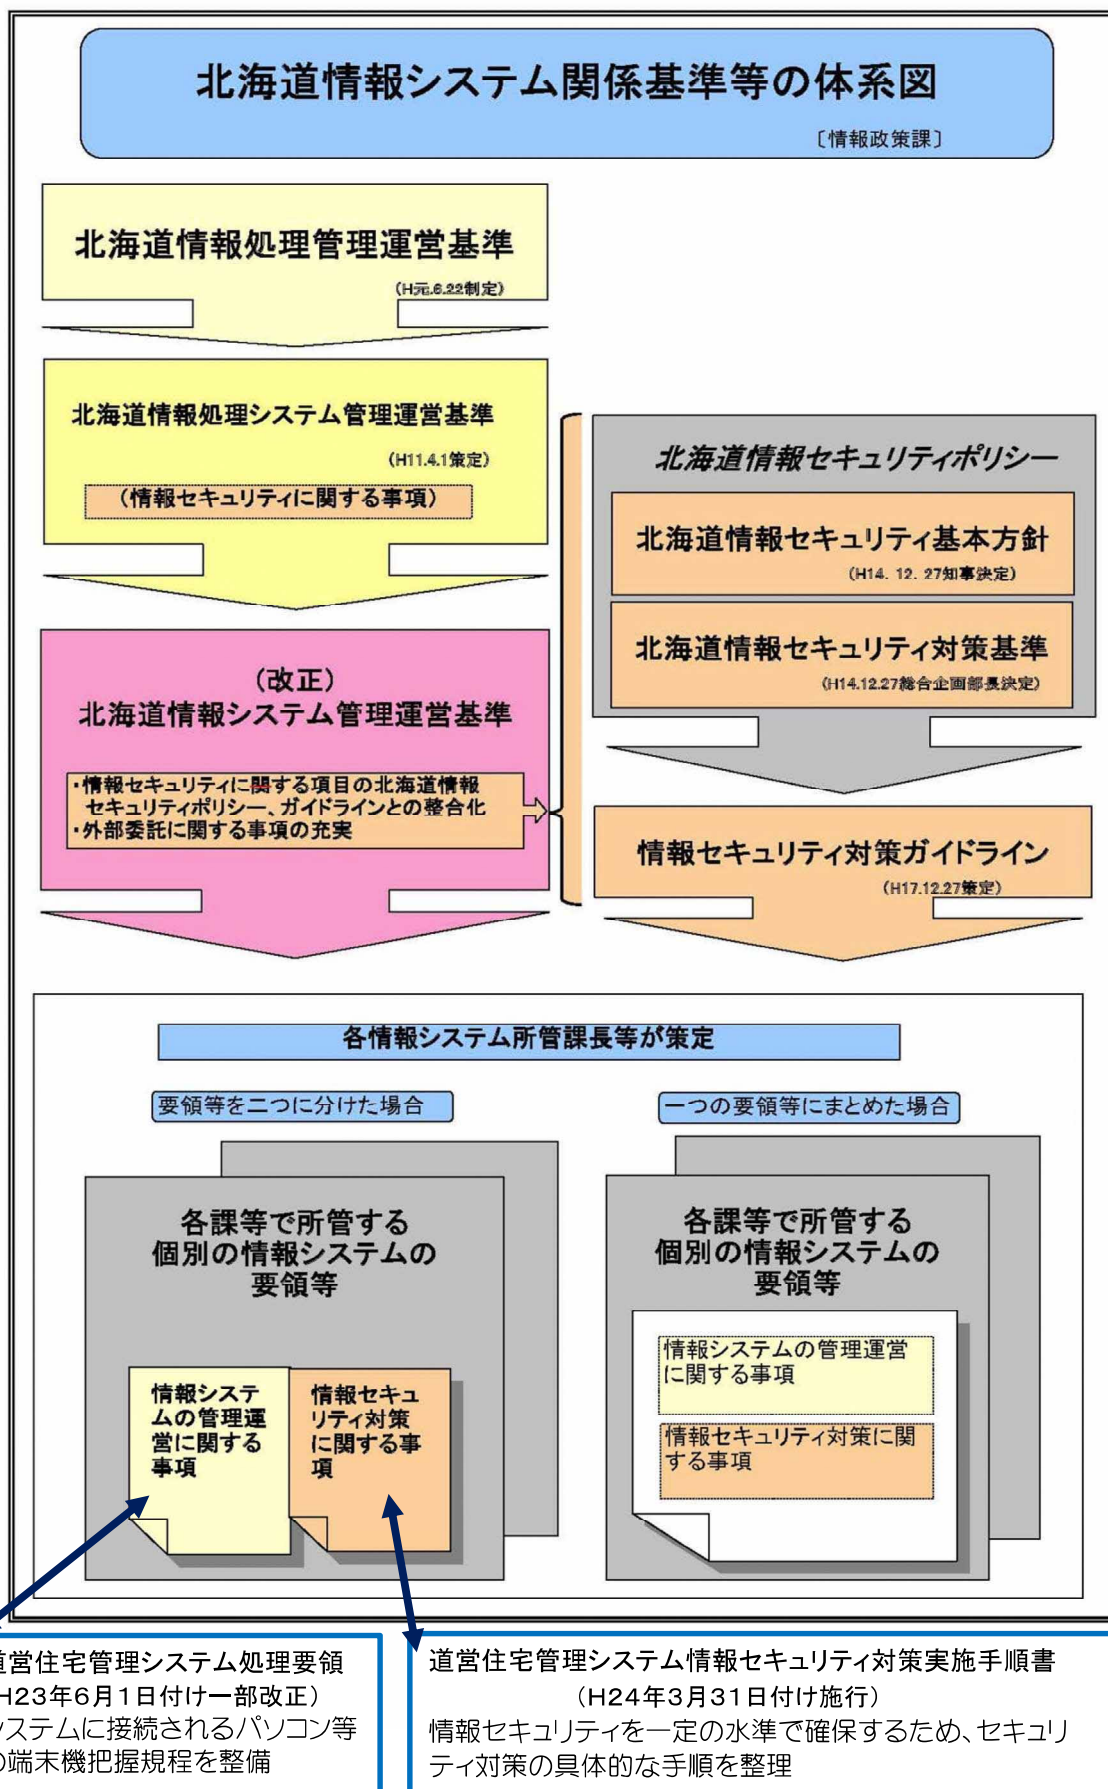 北海道情報システム関係基準等の体系図
〔情報政策課〕
北海道情報処理管理運営基準
(H元.6.22制定)
北海道情報処理システム管理運営基準
(H11.4.1策定)
(情報セキュリティに関する事項)
(改正)
北海道情報システム管理運営基準
・情報セキュリティに関する項目の北海道情報
セキュリティポリシー、ガイドラインとの整合化
・外部委託に関する事項の充実
北海道情報セキュリティポリシー
北海道情報セキュリティ基本方針
(H14. 12. 27知事決定)
北海道情報セキュリティ対策基準
(H14.12.27総合企画部長決定)
情報セキュリティ対策ガイドライン
(H17.12.27策定)
各情報システム所管課長等が策定
要領等を二つに分けた場合
各課等で所管する
個別の情報システムの
要領等
情報システ
ムの管理運
営に関する
事項
情報セキュ
リティ対策
に関する事
項
一つの要領等にまとめた場合
各課等で所管する
個別の情報システムの
要領等
情報システムの管理運営
に関する事項
情報セキュリティ対策に関
する事項
道営住宅管理システム処理要領
(H23年6月1日付け一部改正)
システムに接続されるパソコン等
の端末機把握規程を整備
道営住宅管理システム情報セキュリティ対策実施手順書
(H24年3月31日付け施行)
情報セキュリティを一定の水準で確保するため、セキュリ
ティ対策の具体的な手順を整理